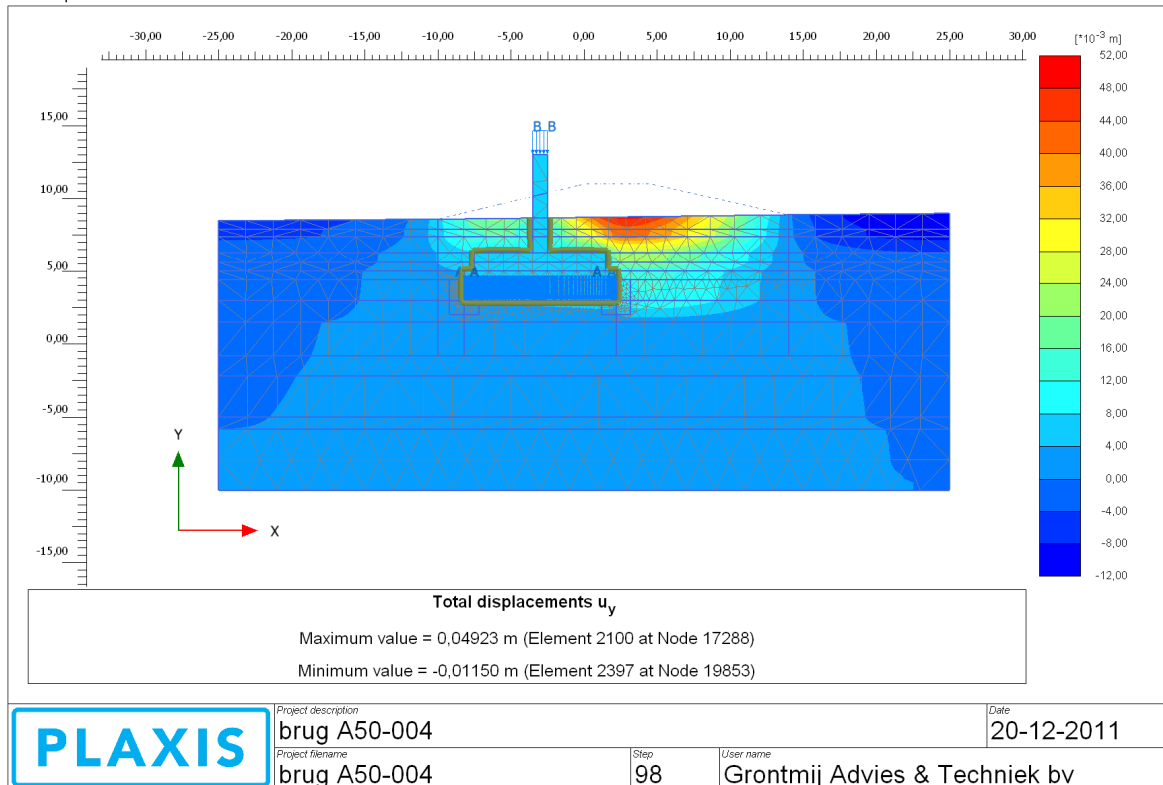 -30,00 -25,00 -20,00 -15,00 -10,00 -5,00 0,00 5,00 10,00 15,00 20,00 25,00 30,00
[*10⁻³ m]
52,00
48,00
44,00
40,00
36,00
32,00
28,00
24,00
20,00
16,00
12,00
8,00
4,00
0,00
-4,00
-8,00
-12,00
15,00
10,00
5,00
0,00
-5,00
-10,00
-15,00
B B
A A
A A
Y
X
Total displacements uy
Maximum value = 0,04923 m (Element 2100 at Node 17288)
Minimum value = -0,01150 m (Element 2397 at Node 19853)
PLAXIS
Project description
brug A50-004
Date
20-12-2011
Project filename
brug A50-004
Step
98
User name
Grontmij Advies & Techniek bv